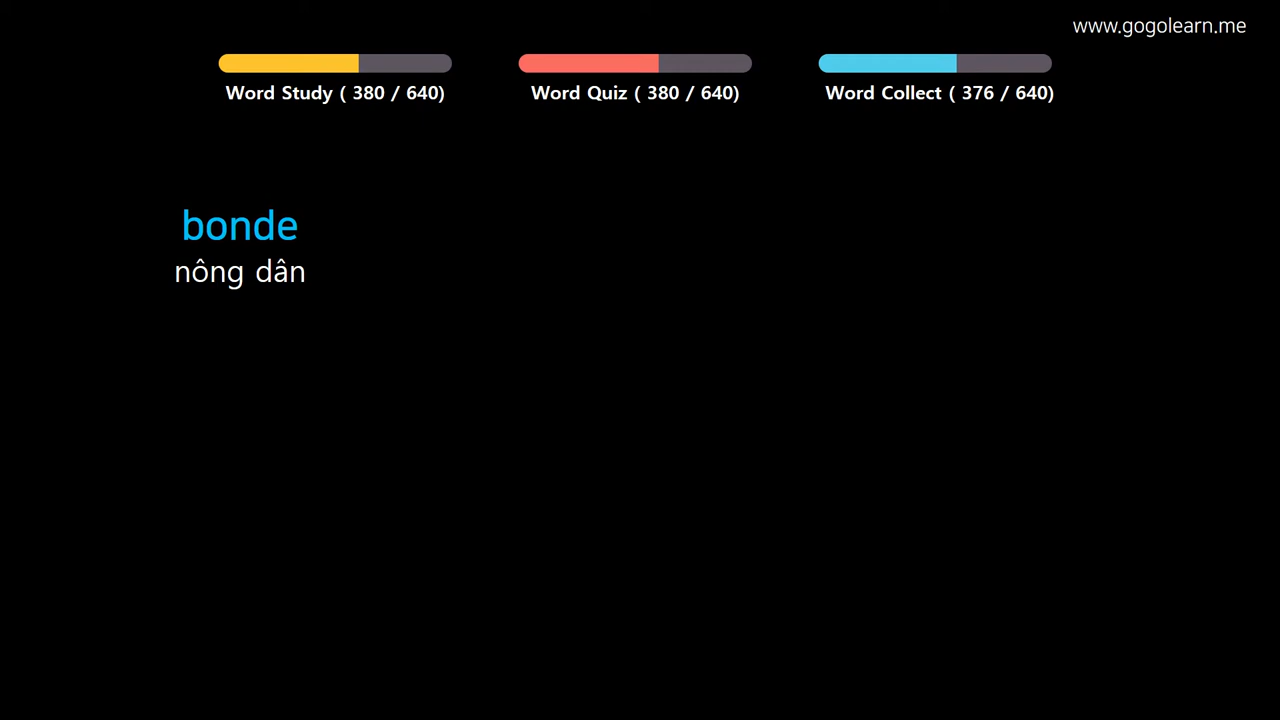 www.gogolearn.me
Word Study ( 380 / 640)
Word Quiz ( 380 / 640)
Word Collect ( 376 / 640)
bonde
nông dân